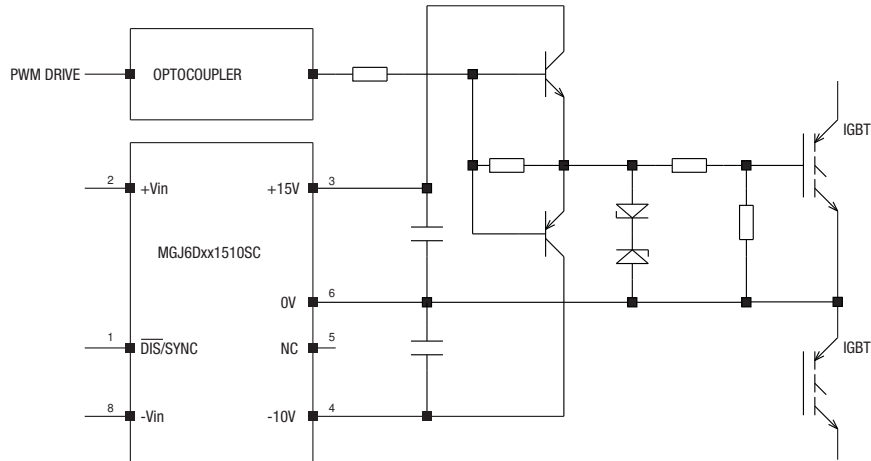 PWM DRIVE
OPTOCOUPLER
IGBT
2
+Vin
+15V
3
MGJ6Dxx1510SC
0V
6
1
DIS/SYNC
NC
5
IGBT
8
-Vin
-10V
4